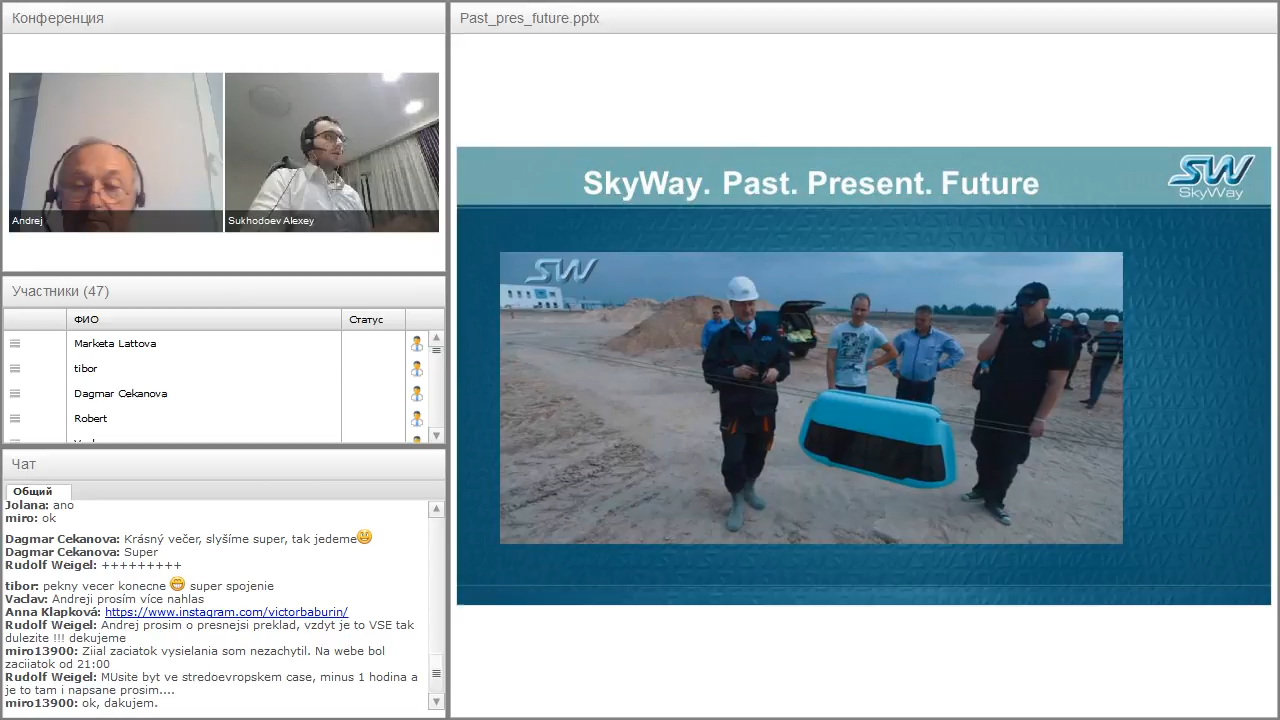 Конференция
Andrej
Sukhodoev Alexey
Участники (47)
ФИО
Статус
Marketa Lattova
tibor
Dagmar Cekanova
Robert
Чат
Общий
Jolana: ano
miro: ok
Dagmar Cekanova: Krásný večer, slyšíme super, tak jedeme
Dagmar Cekanova: Super
Rudolf Weigel: +++++++++
tibor: pekny vecer konecne super spojenie
Vaclav: Andreji prosím více nahlas
Anna Klapková: https://www.instagram.com/victorbaburin/
Rudolf Weigel: Andrej prosim o presnejsi preklad, vzdyt je to VSE tak
dulezite !!! dekujeme
miro13900: Ziial zaciatok vysielania som nezachytil. Na webe bol
zaciiatok od 21:00
Rudolf Weigel: MUsite byt ve stredoevropskem case, minus 1 hodina a
je to tam i napsane prosim....
miro13900: ok, dakujem.
Past_pres_future.pptx
SkyWay. Past. Present. Future
SW
SkyWay
SW